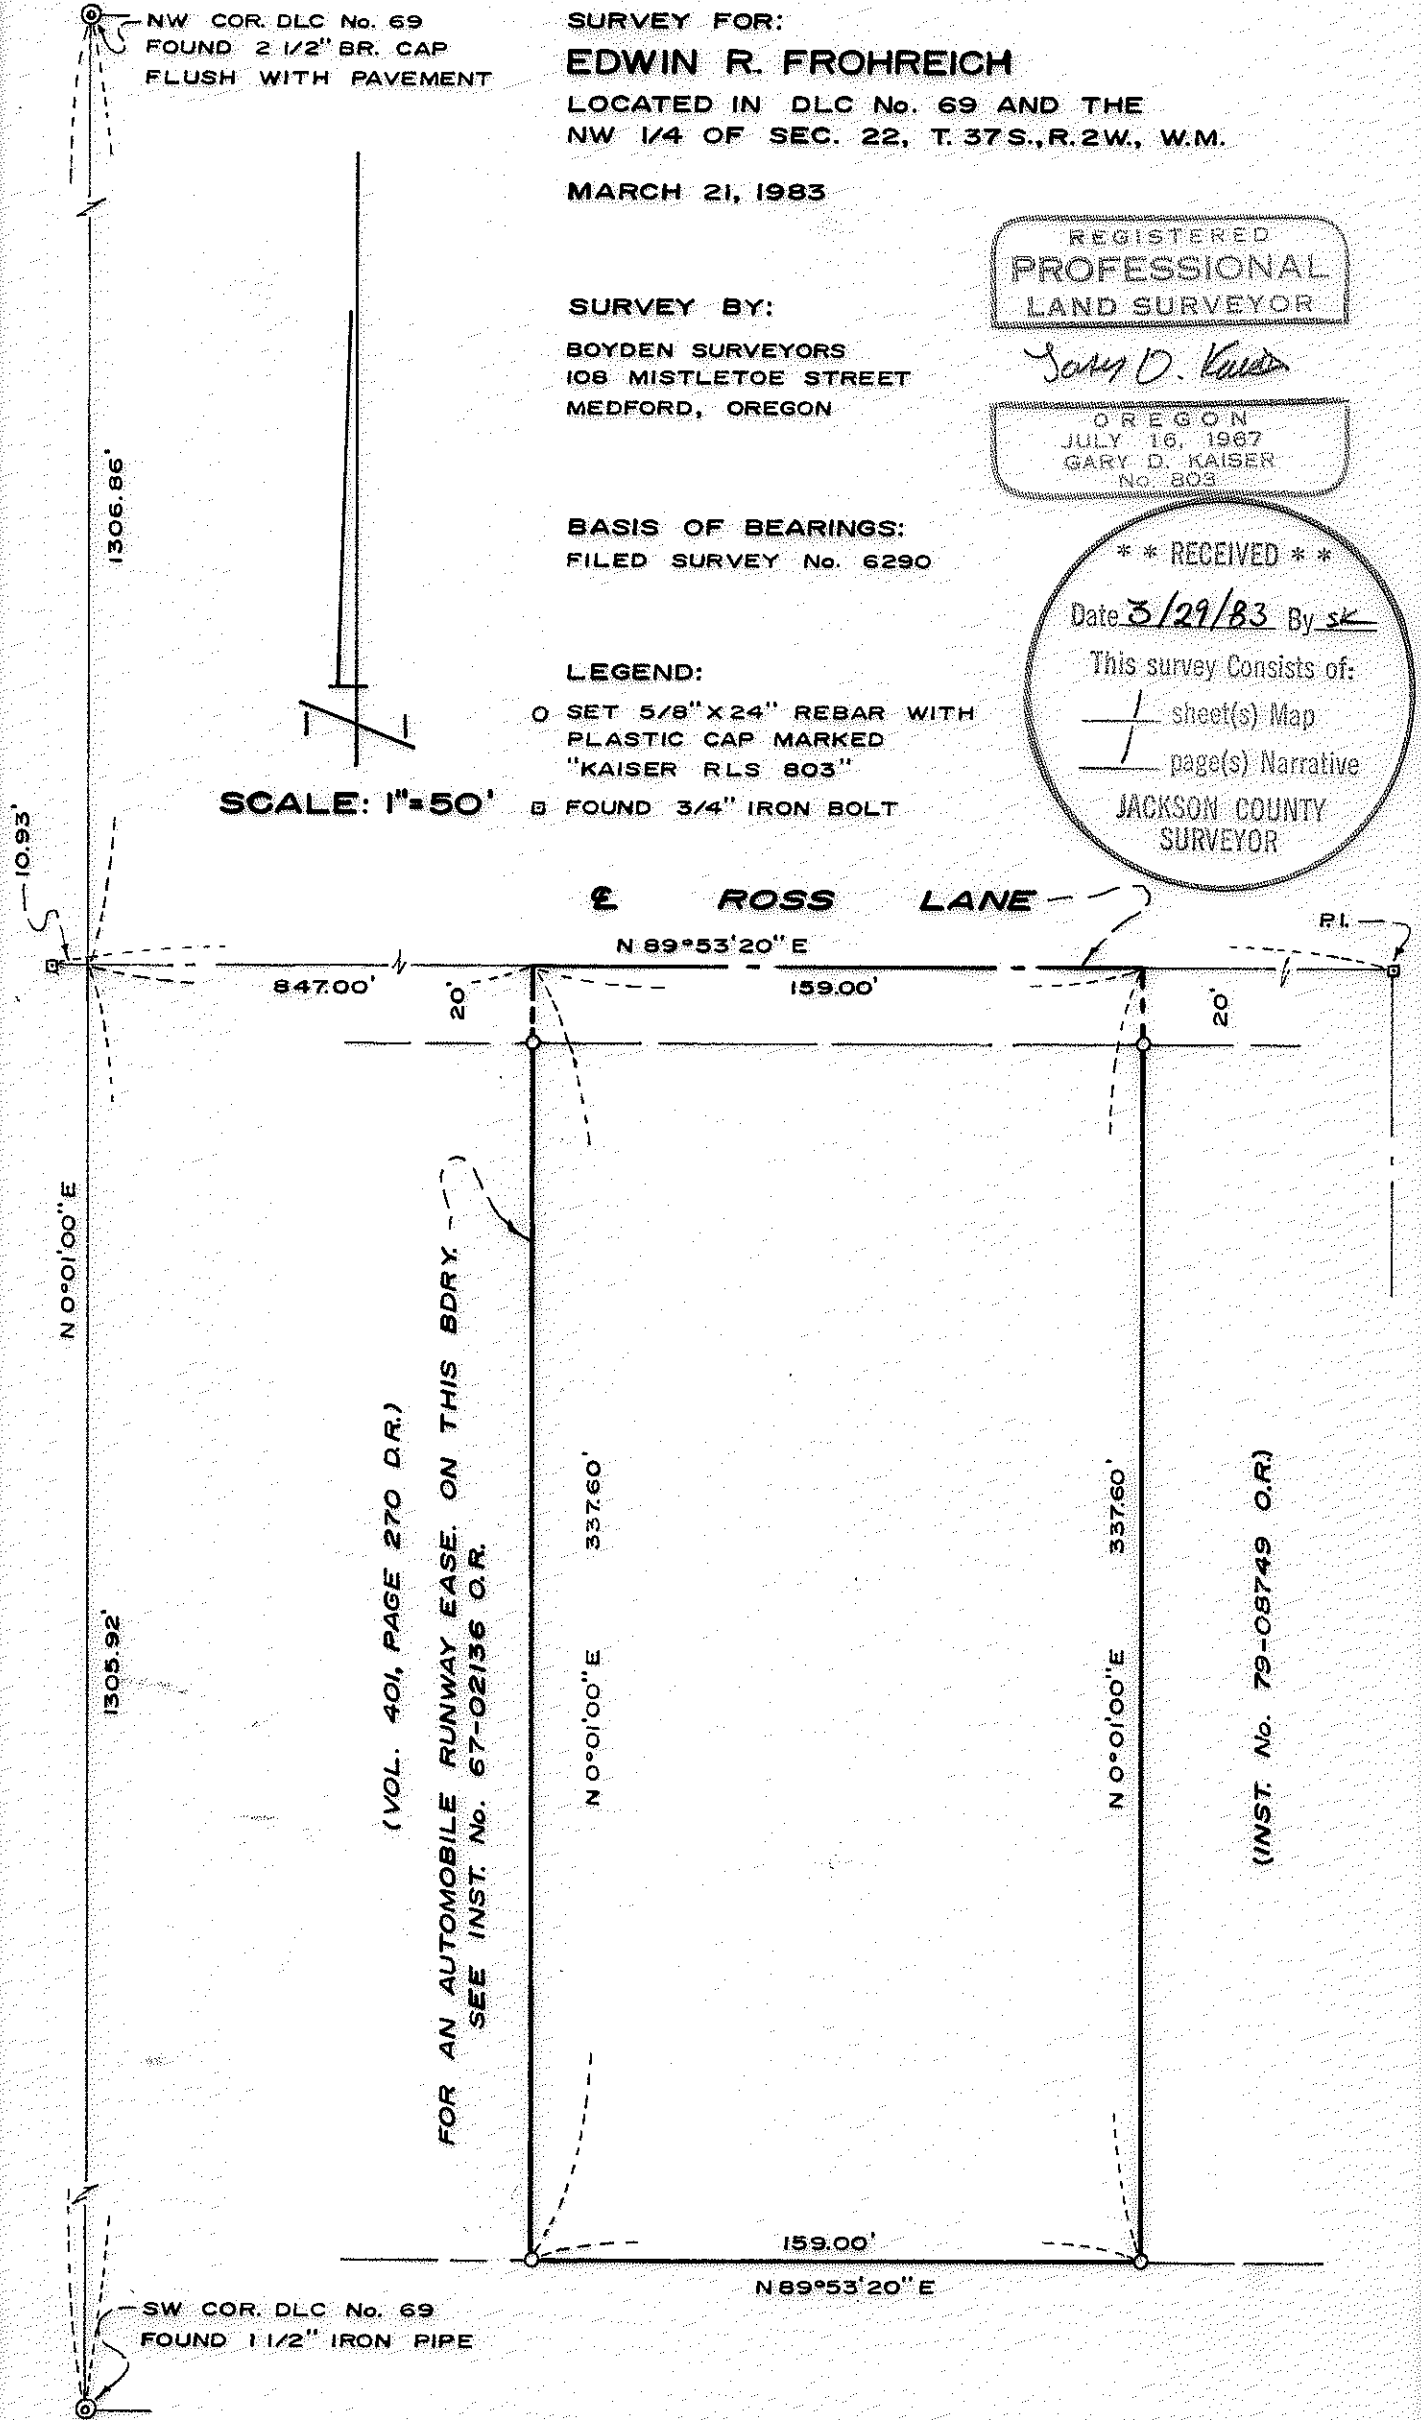 NW COR. DLC No. 69
FOUND 2 1/2" BR. CAP
FLUSH WITH PAVEMENT
SURVEY FOR:
EDWIN R. FROHREICH
LOCATED IN DLC No. 69 AND THE
NW 1/4 OF SEC. 22, T. 37 S., R. 2 W., W.M.
MARCH 21, 1983
REGISTERED
PROFESSIONAL
LAND SURVEYOR
OREGON
JULY 16, 1967
GARY D. KAISER
No. 803
SURVEY BY:
BOYDEN SURVEYORS
108 MISTLETOE STREET
MEDFORD, OREGON
BASIS OF BEARINGS:
FILED SURVEY No. 6290
* * RECEIVED * *
Date 3/29/83 By SK
This survey Consists of:
1 sheet(s) Map
1 page(s) Narrative
JACKSON COUNTY
SURVEYOR
LEGEND:
SET 5/8" X 24" REBAR WITH
PLASTIC CAP MARKED
"KAISER RLS 803"
FOUND 3/4" IRON BOLT
1306.86'
SCALE: 1"=50'
10.93'
℄ ROSS LANE
P.I.
N 89°53'20" E
847.00'
20'
159.00'
20'
N 0°01'00" E
1305.92'
(VOL. 401, PAGE 270 D.R.)
FOR AN AUTOMOBILE RUNWAY EASE. ON THIS BDRY.
SEE INST. No. 67-02136 O.R.
337.60'
N 0°01'00" E
337.60'
N 0°01'00" E
(INST. No. 79-08749 O.R.)
159.00'
N 89°53'20" E
SW COR. DLC No. 69
FOUND 1 1/2" IRON PIPE